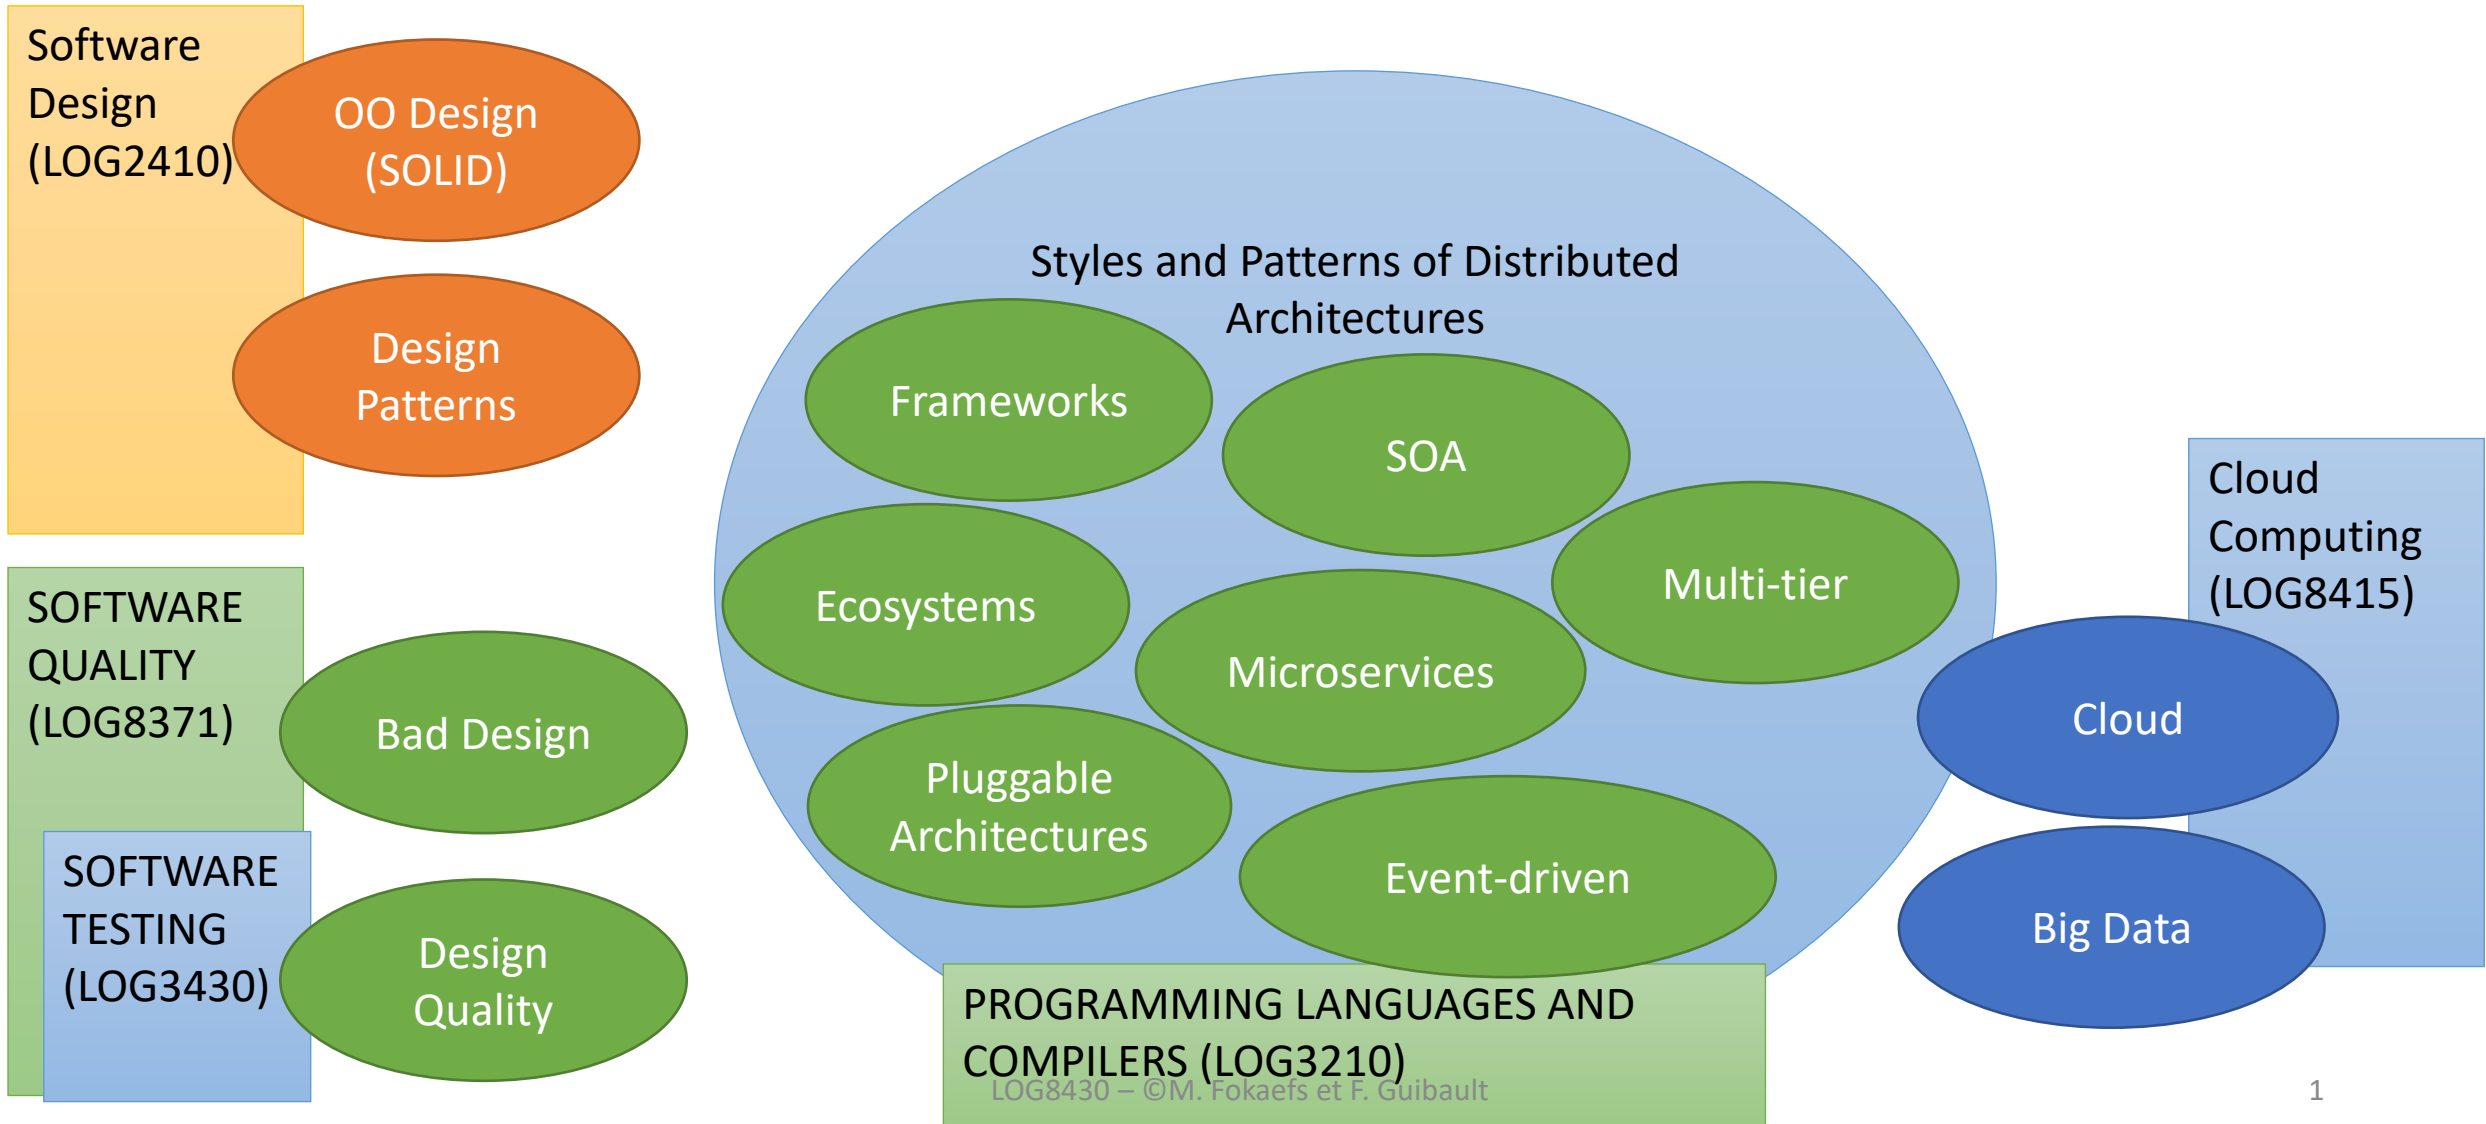 Software
Design
(LOG2410)
OO Design
(SOLID)
Design
Patterns
SOFTWARE
QUALITY
(LOG8371)
Bad Design
SOFTWARE
TESTING
(LOG3430)
Design
Quality
Styles and Patterns of Distributed
Architectures
Frameworks
SOA
Ecosystems
Multi-tier
Microservices
Pluggable
Architectures
Event-driven
PROGRAMMING LANGUAGES AND
COMPILERS (LOG3210)
Cloud
Computing
(LOG8415)
Cloud
Big Data
LOG8430 – ©M. Fokaefs et F. Guibault
1